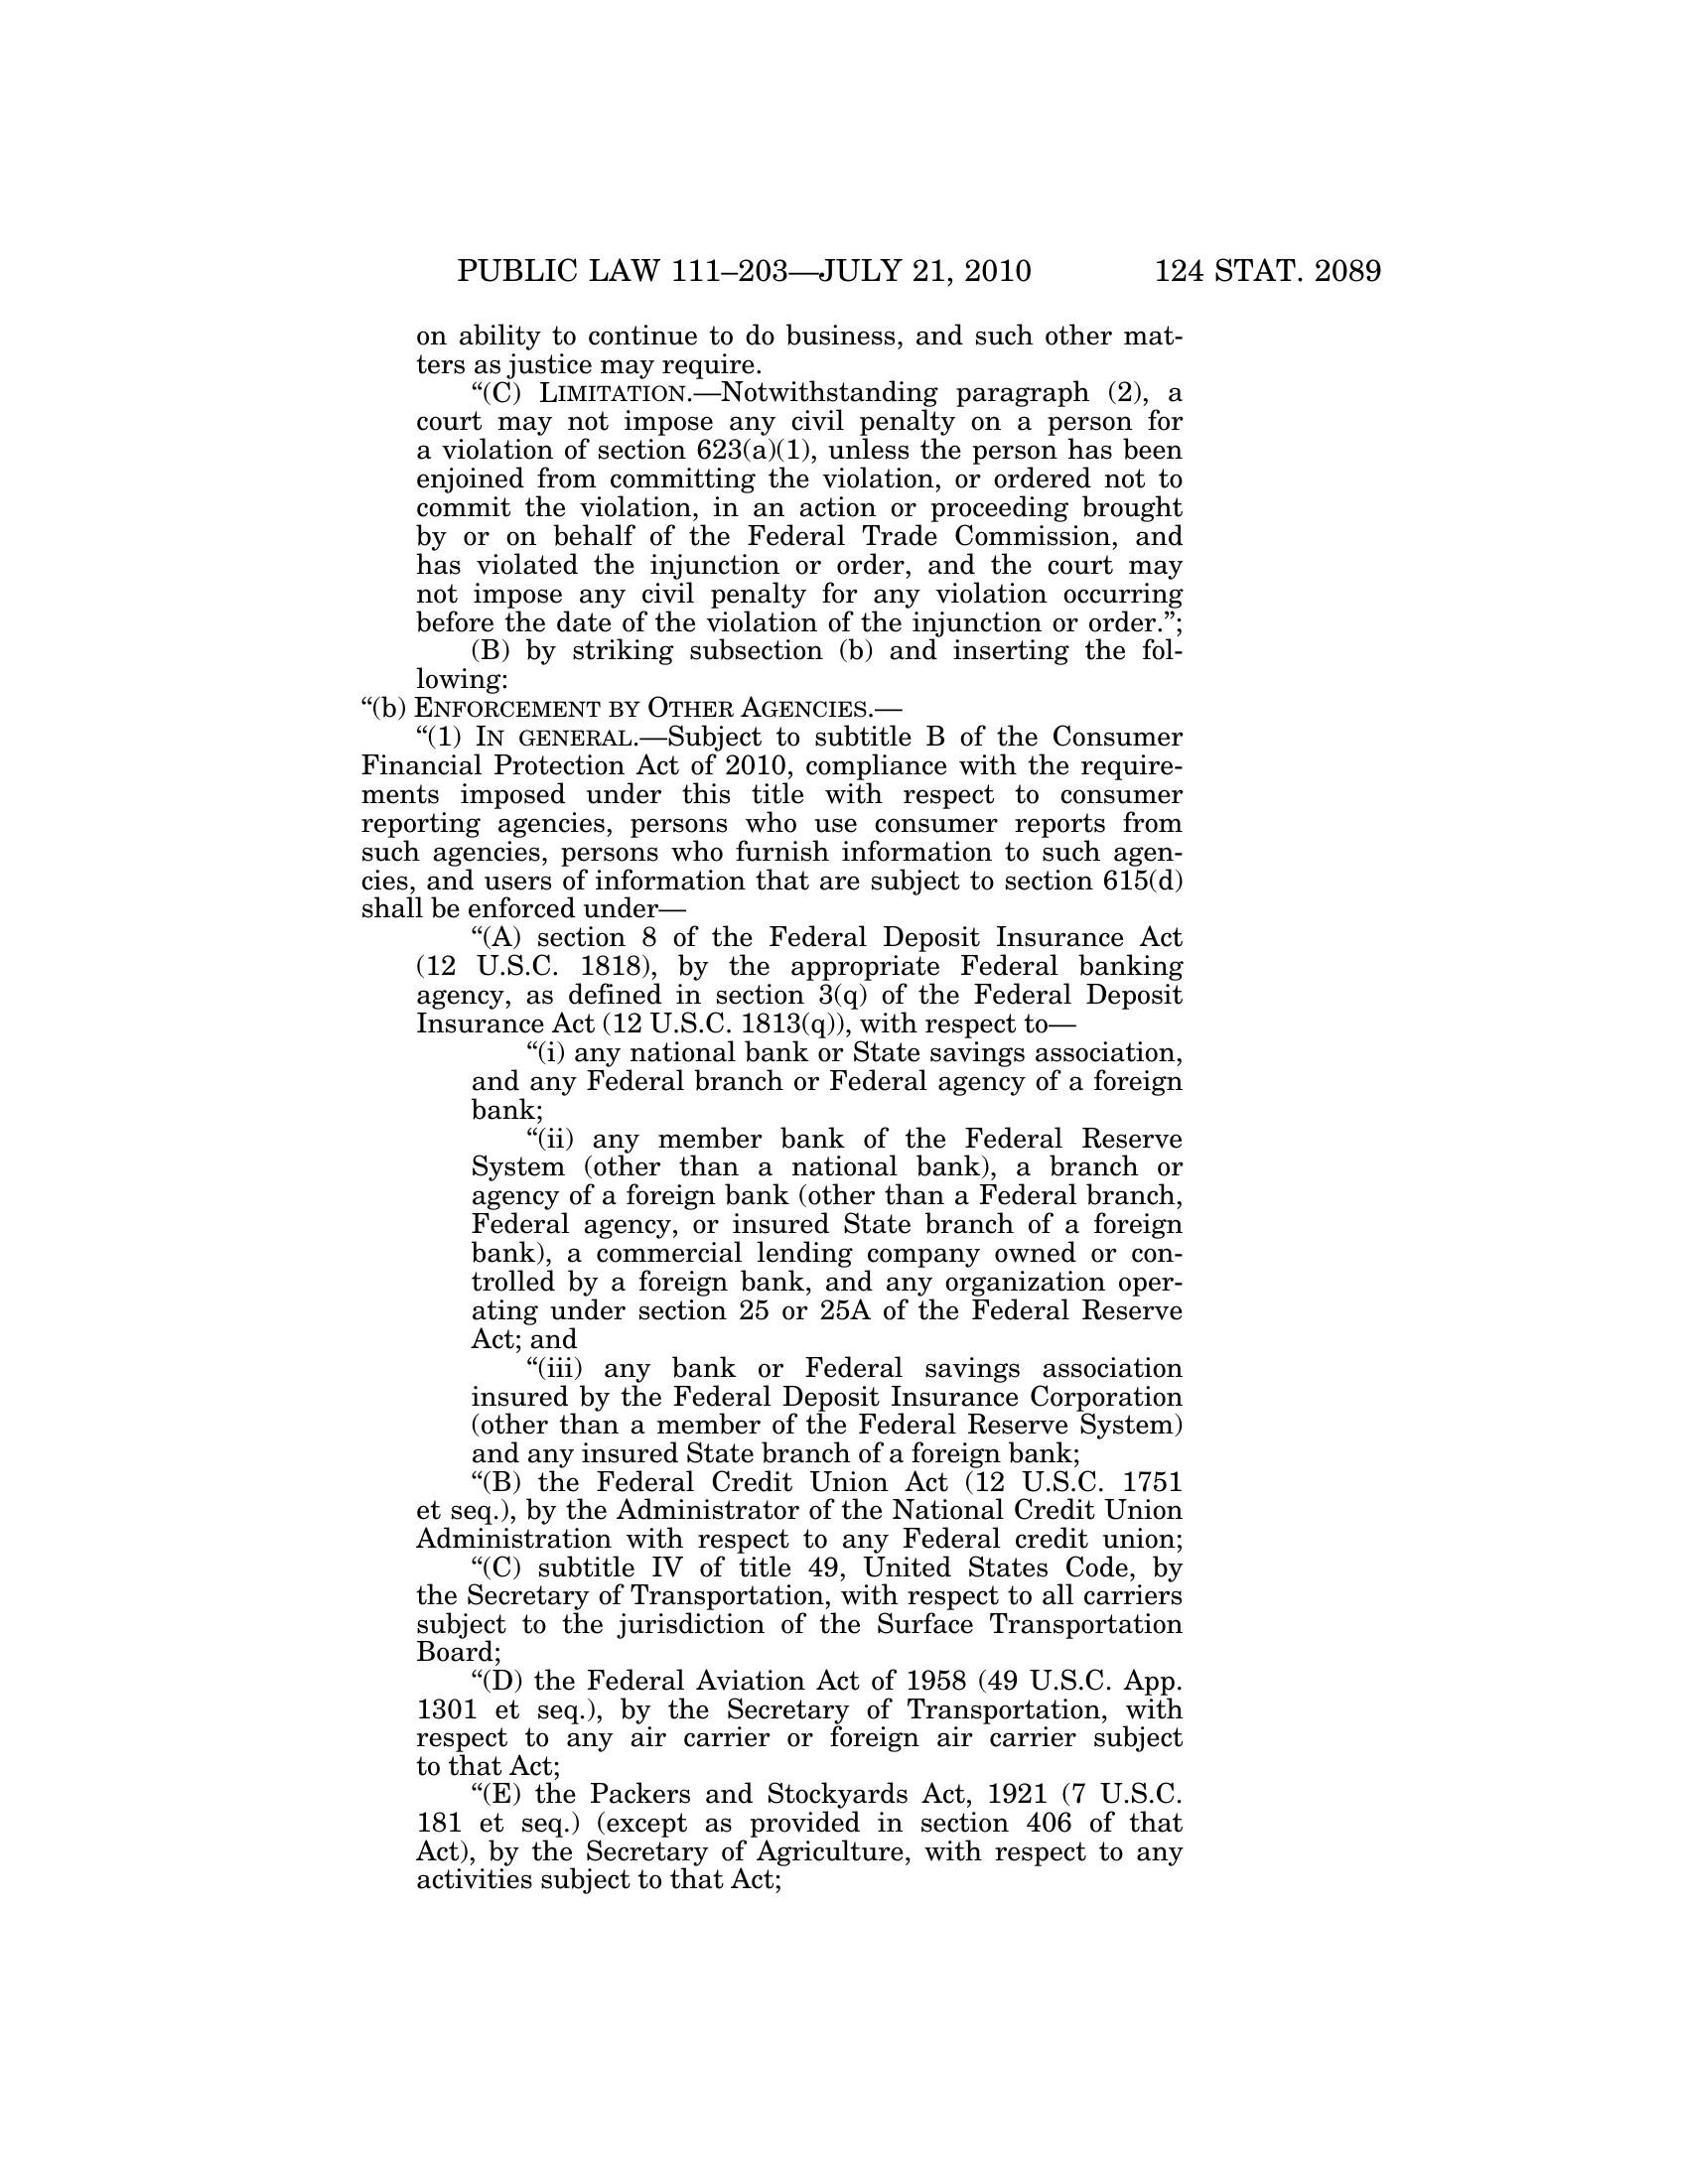 PUBLIC LAW 111–203—JULY 21, 2010 124 STAT. 2089
on ability to continue to do business, and such other mat-
ters as justice may require.
“(C) LIMITATION.—Notwithstanding paragraph (2), a
court may not impose any civil penalty on a person for
a violation of section 623(a)(1), unless the person has been
enjoined from committing the violation, or ordered not to
commit the violation, in an action or proceeding brought
by or on behalf of the Federal Trade Commission, and
has violated the injunction or order, and the court may
not impose any civil penalty for any violation occurring
before the date of the violation of the injunction or order.”;
(B) by striking subsection (b) and inserting the fol-
lowing:
“(b) ENFORCEMENT BY OTHER AGENCIES.—
“(1) IN GENERAL.—Subject to subtitle B of the Consumer
Financial Protection Act of 2010, compliance with the require-
ments imposed under this title with respect to consumer
reporting agencies, persons who use consumer reports from
such agencies, persons who furnish information to such agen-
cies, and users of information that are subject to section 615(d)
shall be enforced under—
“(A) section 8 of the Federal Deposit Insurance Act
(12 U.S.C. 1818), by the appropriate Federal banking
agency, as defined in section 3(q) of the Federal Deposit
Insurance Act (12 U.S.C. 1813(q)), with respect to—
“(i) any national bank or State savings association,
and any Federal branch or Federal agency of a foreign
bank;
“(ii) any member bank of the Federal Reserve
System (other than a national bank), a branch or
agency of a foreign bank (other than a Federal branch,
Federal agency, or insured State branch of a foreign
bank), a commercial lending company owned or con-
trolled by a foreign bank, and any organization oper-
ating under section 25 or 25A of the Federal Reserve
Act; and
“(iii) any bank or Federal savings association
insured by the Federal Deposit Insurance Corporation
(other than a member of the Federal Reserve System)
and any insured State branch of a foreign bank;
“(B) the Federal Credit Union Act (12 U.S.C. 1751
et seq.), by the Administrator of the National Credit Union
Administration with respect to any Federal credit union;
“(C) subtitle IV of title 49, United States Code, by
the Secretary of Transportation, with respect to all carriers
subject to the jurisdiction of the Surface Transportation
Board;
“(D) the Federal Aviation Act of 1958 (49 U.S.C. App.
1301 et seq.), by the Secretary of Transportation, with
respect to any air carrier or foreign air carrier subject
to that Act;
“(E) the Packers and Stockyards Act, 1921 (7 U.S.C.
181 et seq.) (except as provided in section 406 of that
Act), by the Secretary of Agriculture, with respect to any
activities subject to that Act;